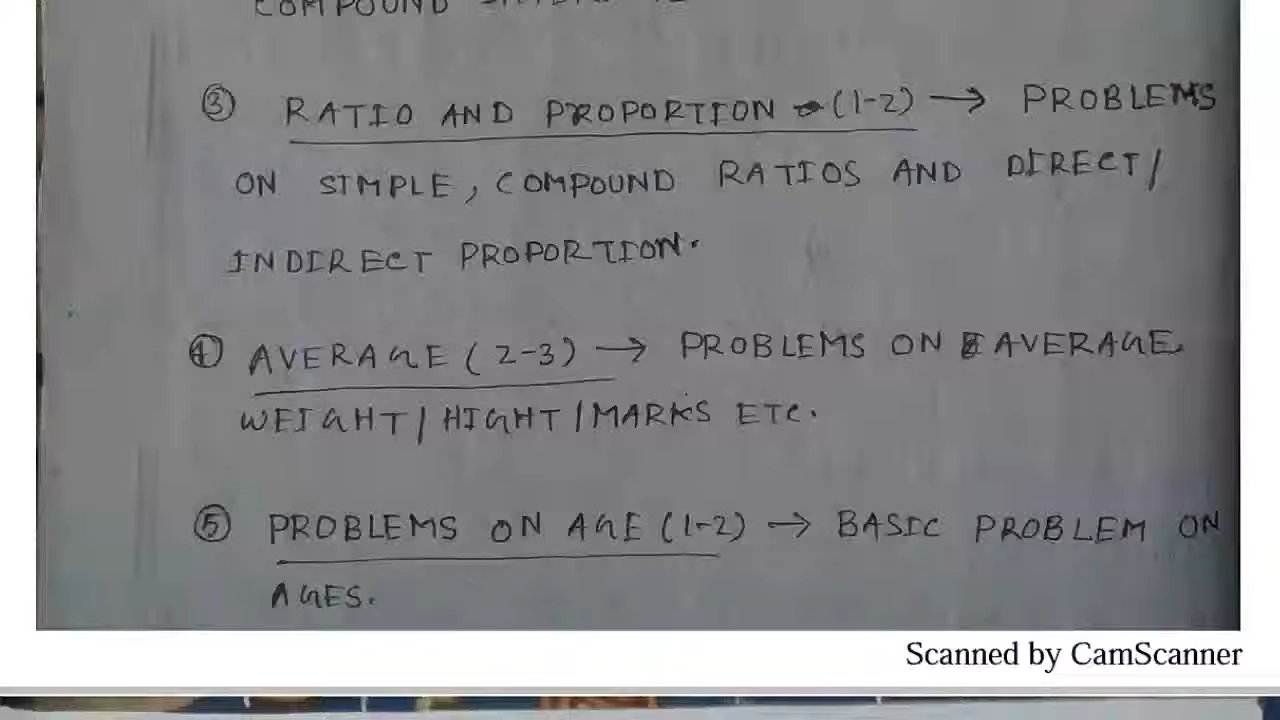 COMPOUND
③ RATIO AND PROPORTION (1-2) → PROBLEMS
ON SIMPLE, COMPOUND RATIOS AND DIRECT/
INDIRECT PROPORTION.
④ AVERAGE (2-3) → PROBLEMS ON AVERAGE
WEIGHT/HIGHT/MARKS ETC.
⑤ PROBLEMS ON AGE (1-2) → BASIC PROBLEM ON
AGES.
Scanned by CamScanner